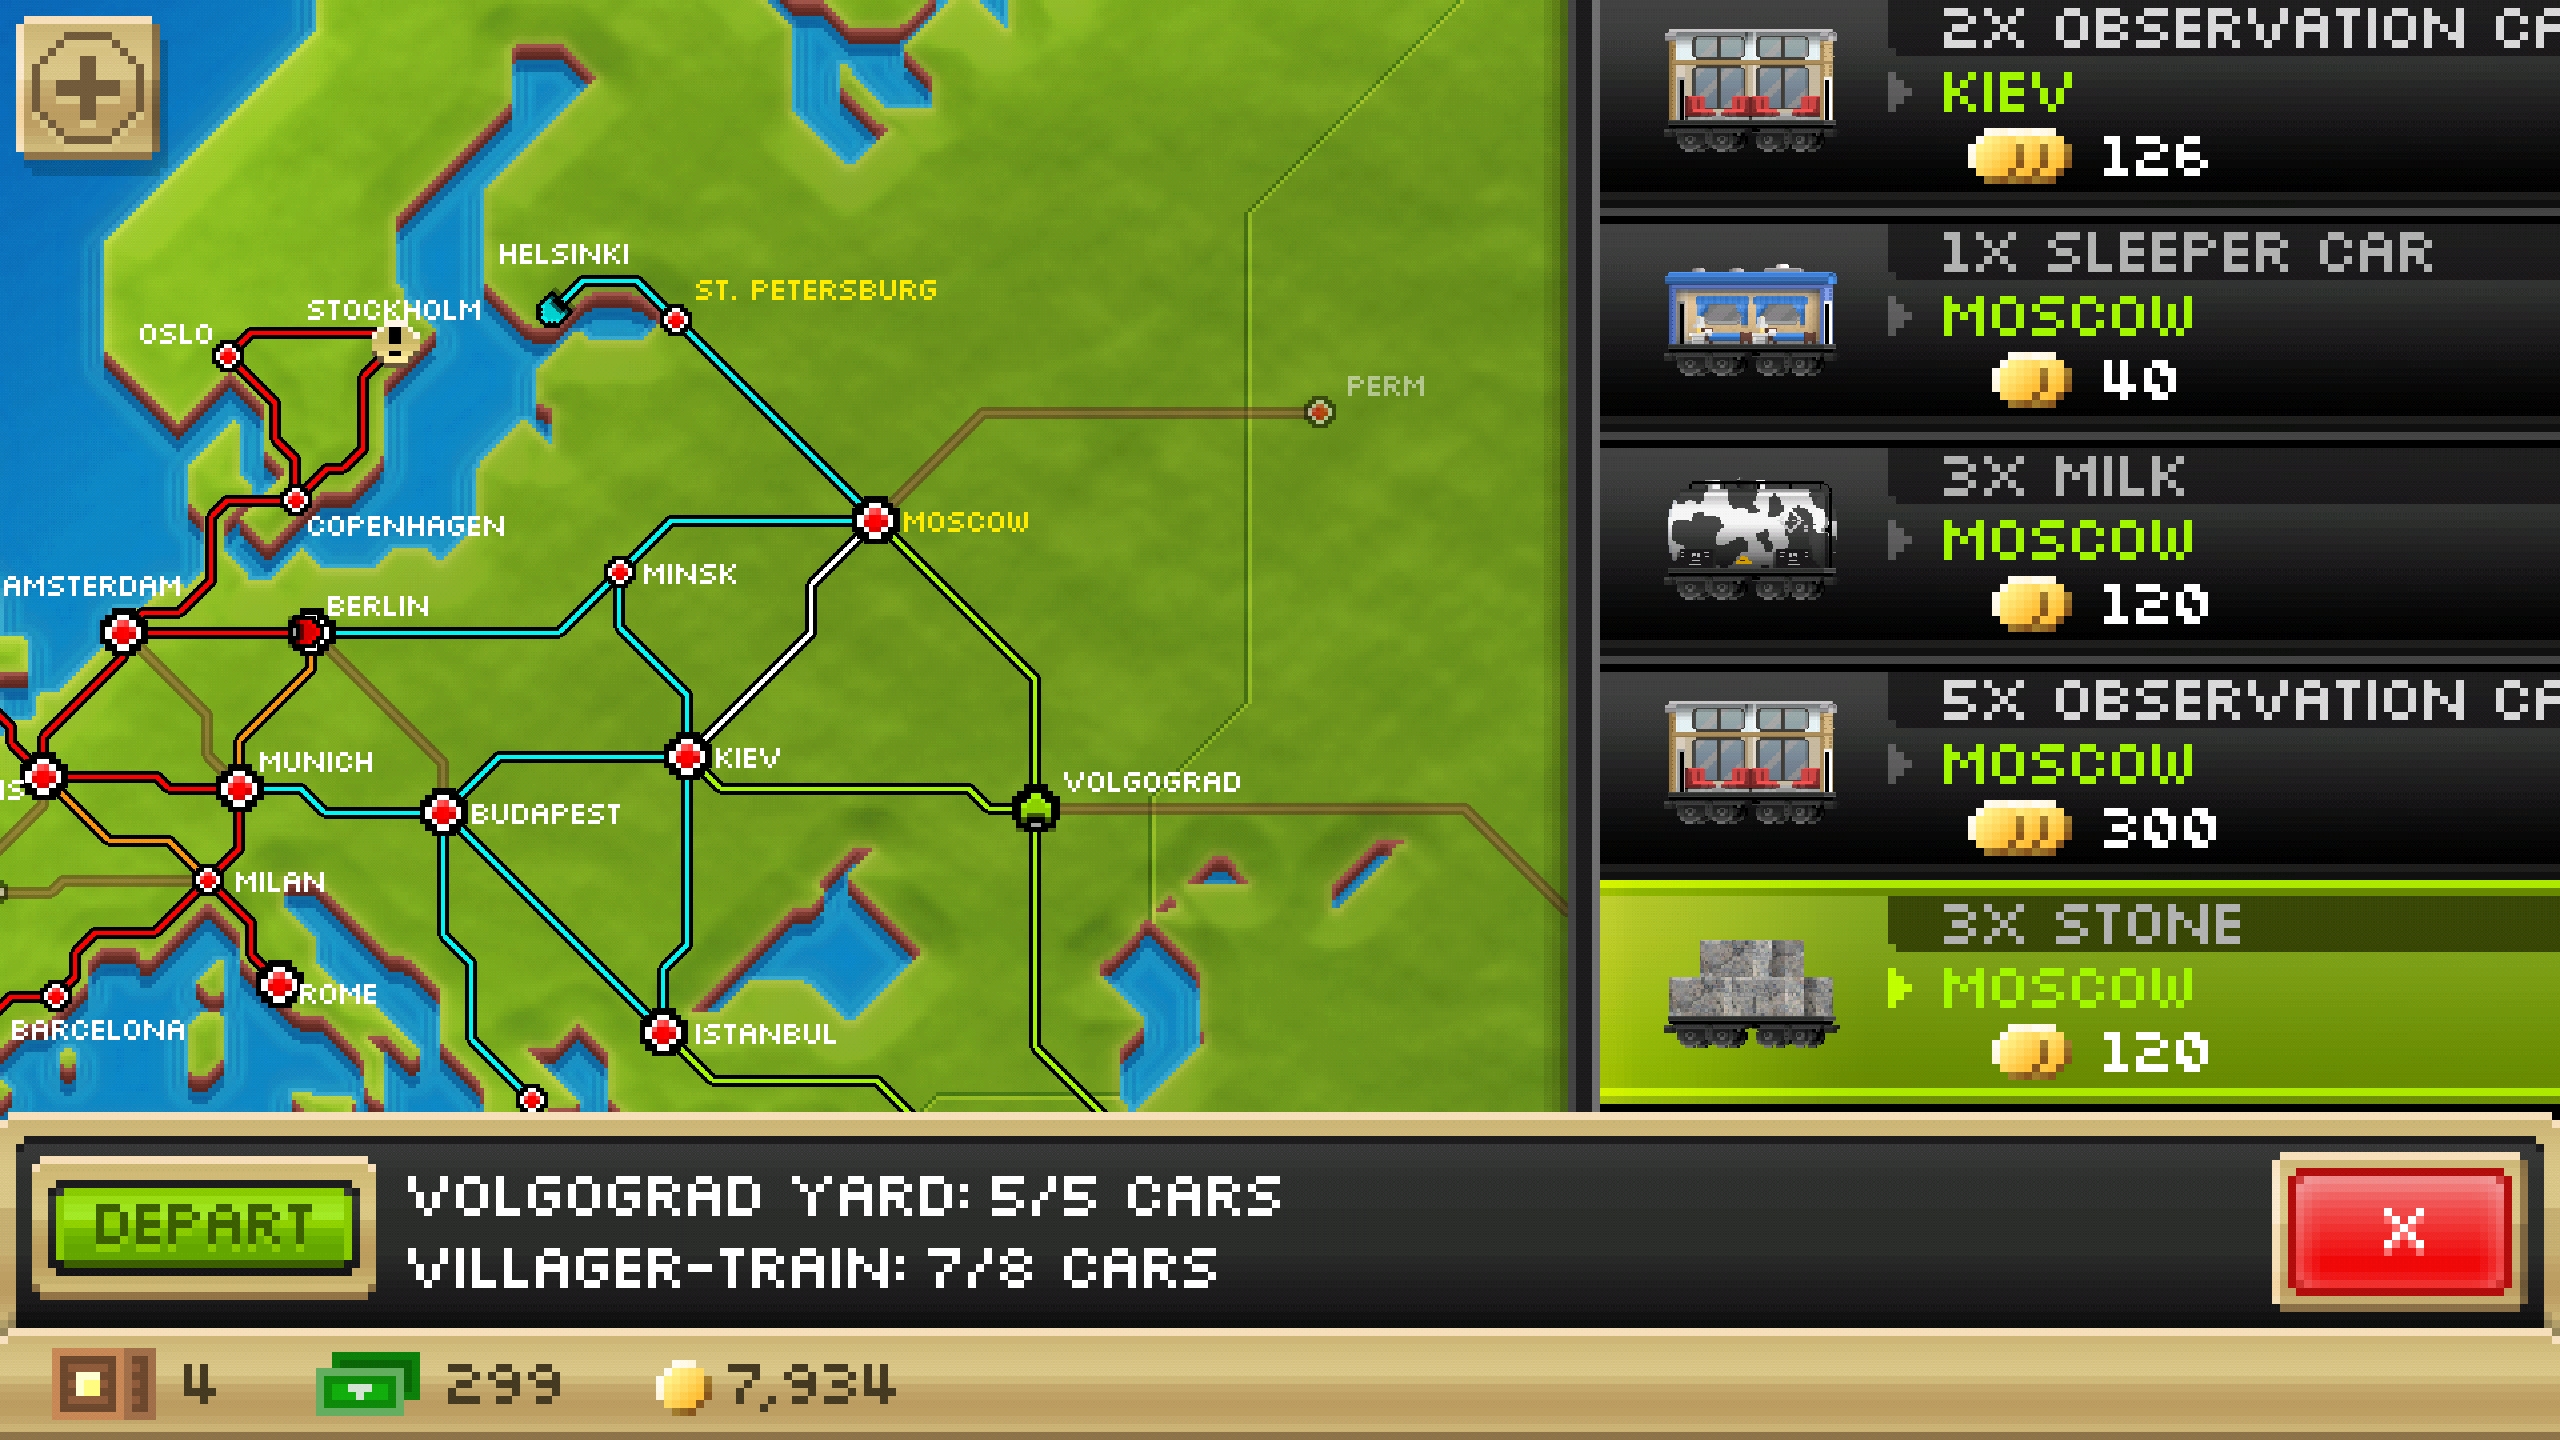 2X OBSERVATION CA
KIEV
126
1X SLEEPER CAR
MOSCOW
40
3X MILK
MOSCOW
120
5X OBSERVATION CA
MOSCOW
300
3X STONE
MOSCOW
120
HELSINKI
ST. PETERSBURG
STOCKHOLM
OSLO
PERM
COPENHAGEN
MOSCOW
MINSK
AMSTERDAM
BERLIN
MUNICH
KIEV
VOLGOGRAD
IS
BUDAPEST
MILAN
ROME
BARCELONA
ISTANBUL
DEPART
VOLGOGRAD YARD: 5/5 CARS
VILLAGER-TRAIN: 7/8 CARS
X
4
299
7,934